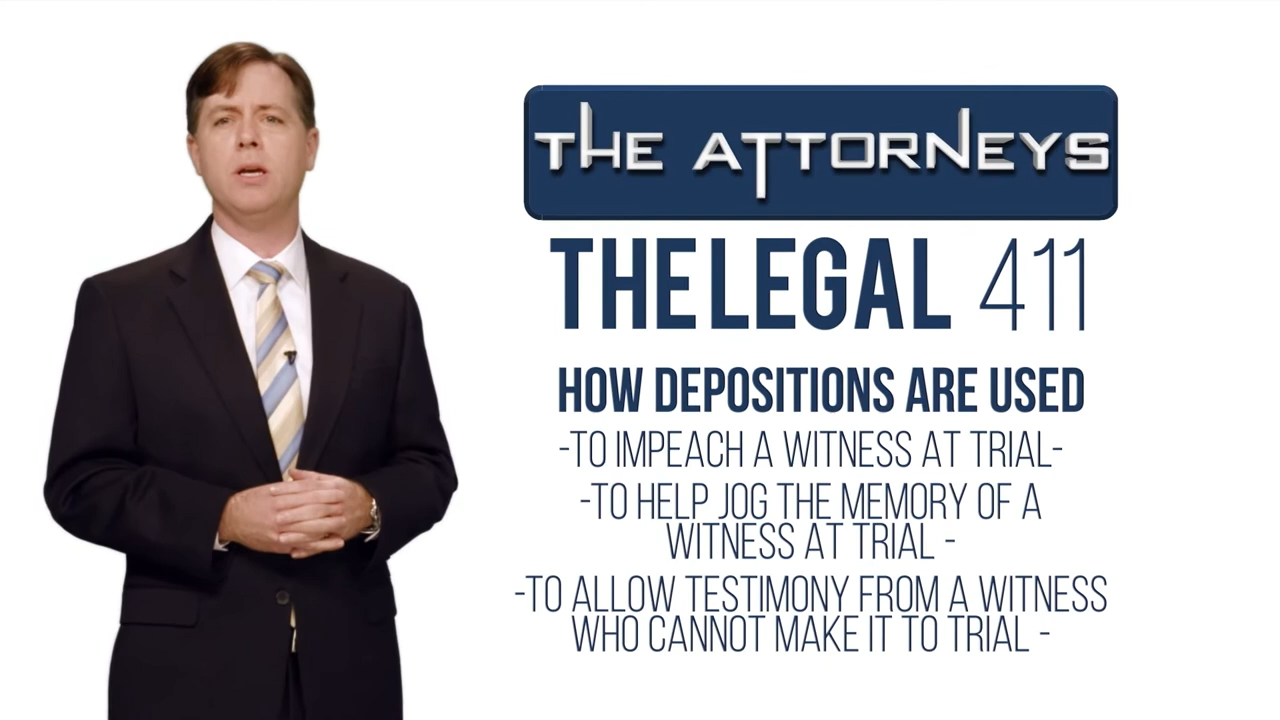 THE ATTORNEYS
THE LEGAL 411
HOW DEPOSITIONS ARE USED
-TO IMPEACH A WITNESS AT TRIAL-
-TO HELP JOG THE MEMORY OF A
WITNESS AT TRIAL -
-TO ALLOW TESTIMONY FROM A WITNESS
WHO CANNOT MAKE IT TO TRIAL -